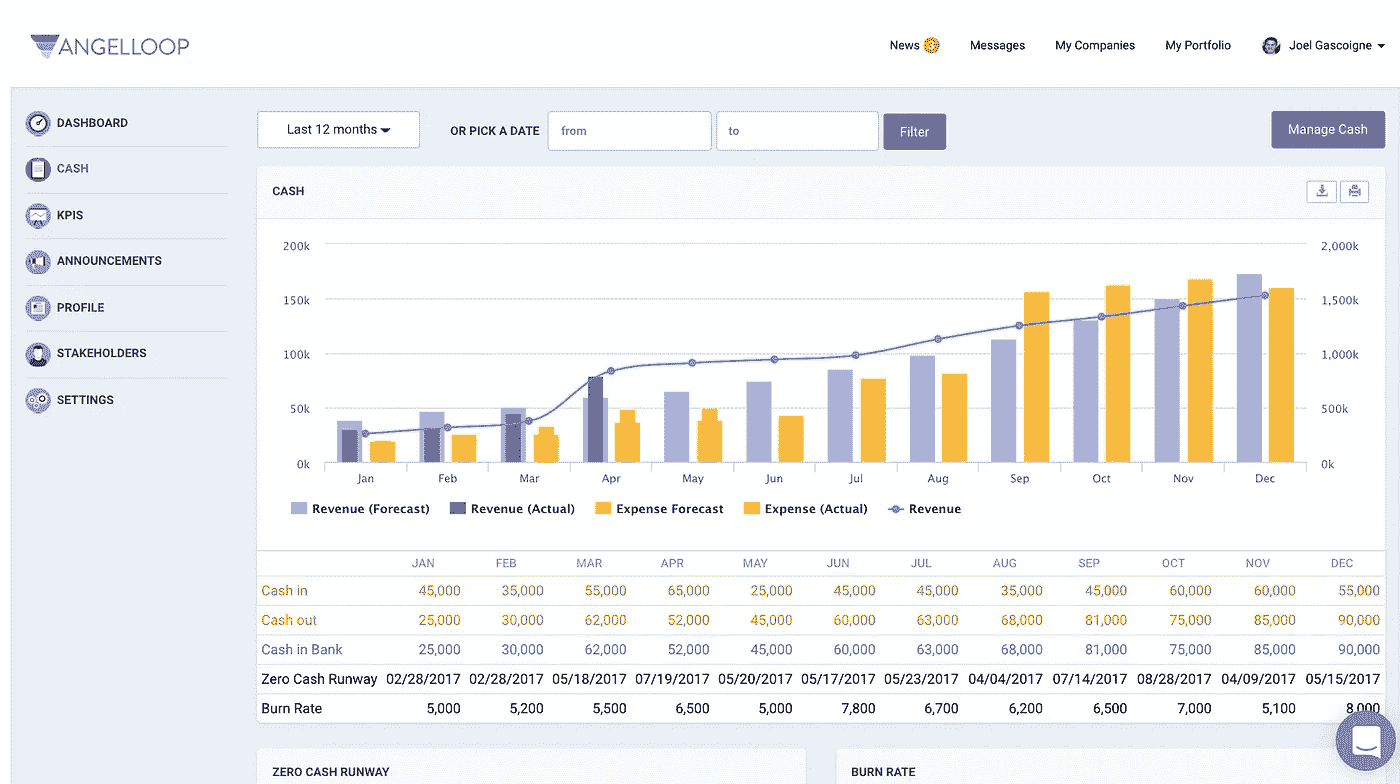 ANGELLOOP
News
Messages
My Companies
My Portfolio
Joel Gascoigne
DASHBOARD
CASH
KPIS
ANNOUNCEMENTS
PROFILE
STAKEHOLDERS
SETTINGS
Last 12 months
OR PICK A DATE
from
to
Filter
Manage Cash
CASH
200k
150k
100k
50k
0k
2,000k
1,500k
1,000k
500k
0k
Jan Feb Mar Apr May Jun Jul Aug Sep Oct Nov Dec
Revenue (Forecast) Revenue (Actual) Expense Forecast Expense (Actual) Revenue
JAN FEB MAR APR MAY JUN JUL AUG SEP OCT NOV DEC
Cash in 45,000 35,000 55,000 65,000 25,000 45,000 45,000 35,000 45,000 60,000 60,000 55,000
Cash out 25,000 30,000 62,000 52,000 45,000 60,000 63,000 68,000 81,000 75,000 85,000 90,000
Cash in Bank 25,000 30,000 62,000 52,000 45,000 60,000 63,000 68,000 81,000 75,000 85,000 90,000
Zero Cash Runway 02/28/2017 02/28/2017 05/18/2017 07/19/2017 05/20/2017 05/17/2017 05/23/2017 04/04/2017 07/14/2017 08/28/2017 04/09/2017 05/15/2017
Burn Rate 5,000 5,200 5,500 6,500 5,000 7,800 6,700 6,200 6,500 7,000 5,100 8,000
ZERO CASH RUNWAY
BURN RATE